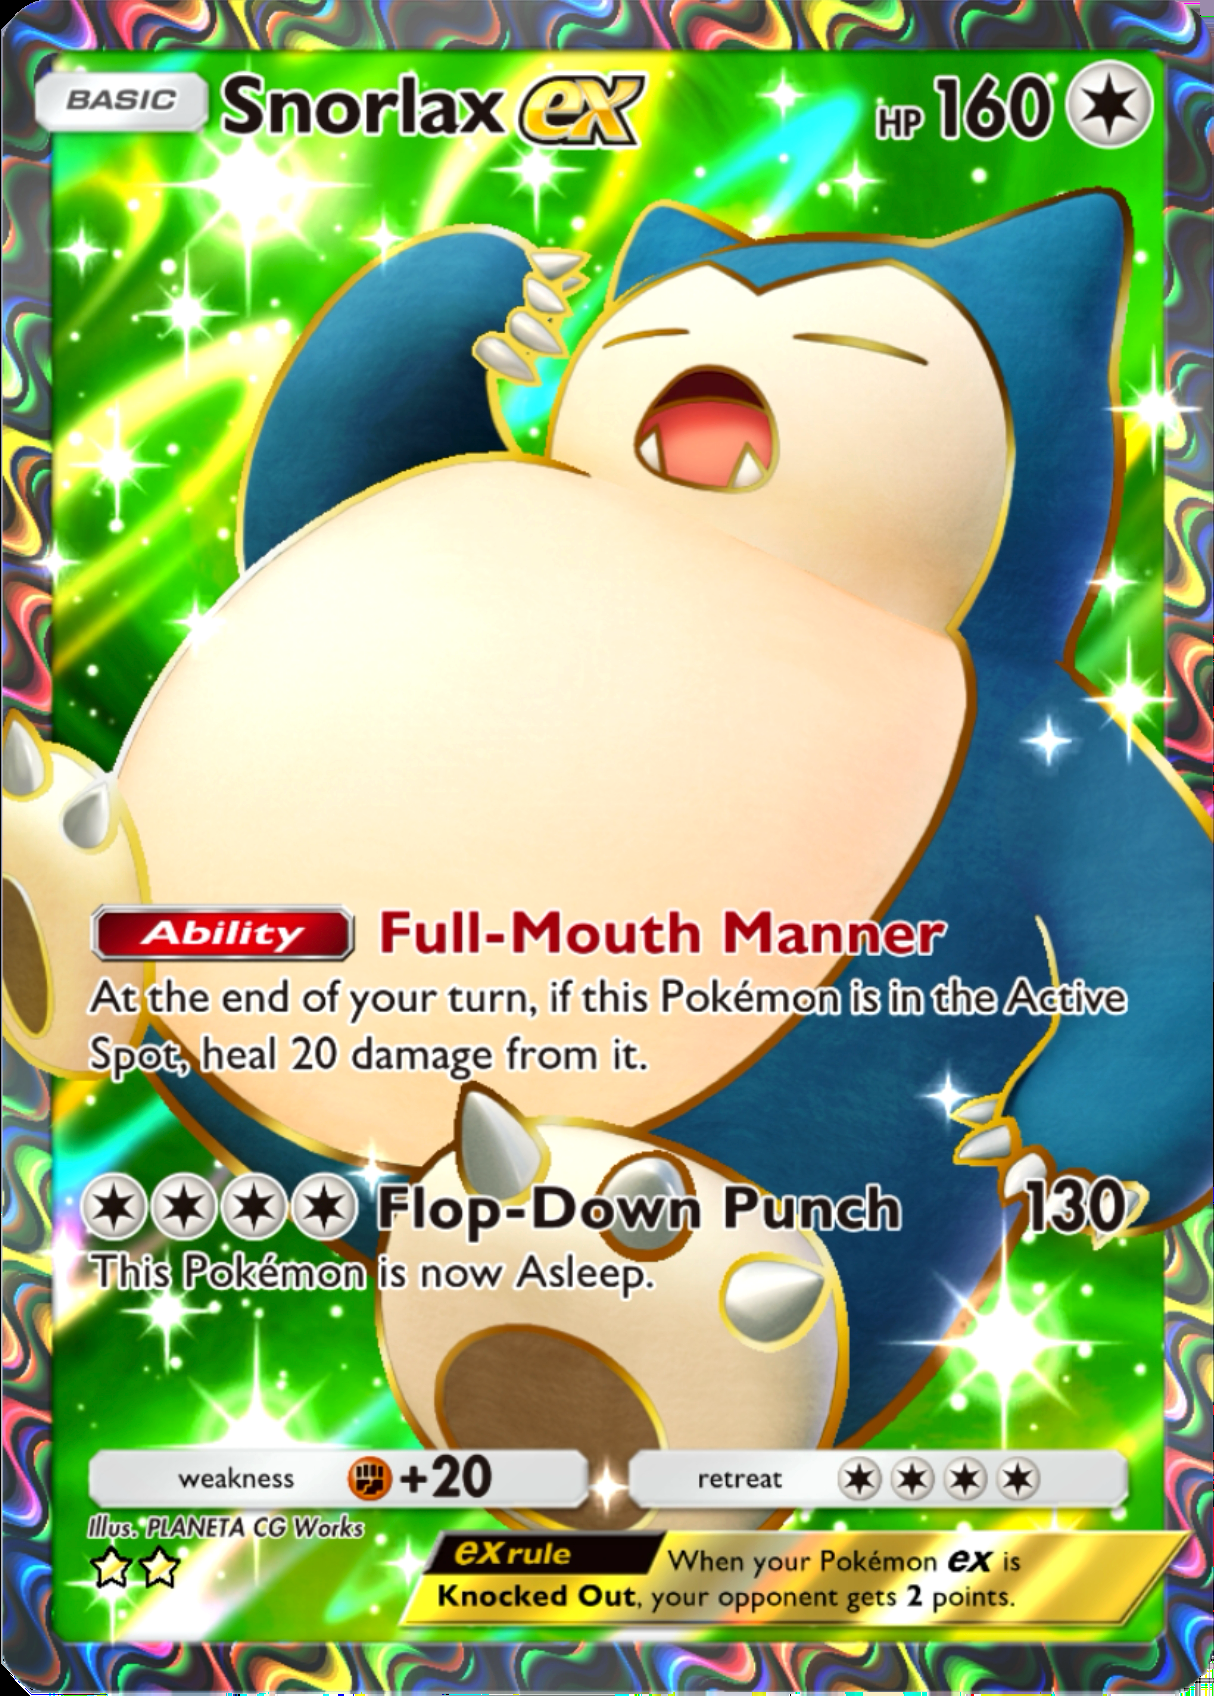 BASIC Snorlax ex HP 160
Ability Full-Mouth Manner
At the end of your turn, if this Pokémon is in the Active
Spot, heal 20 damage from it.
Flop-Down Punch 130
This Pokémon is now Asleep.
weakness +20 retreat
Illus. PLANETA CG Works
ex rule When your Pokémon ex is
Knocked Out, your opponent gets 2 points.